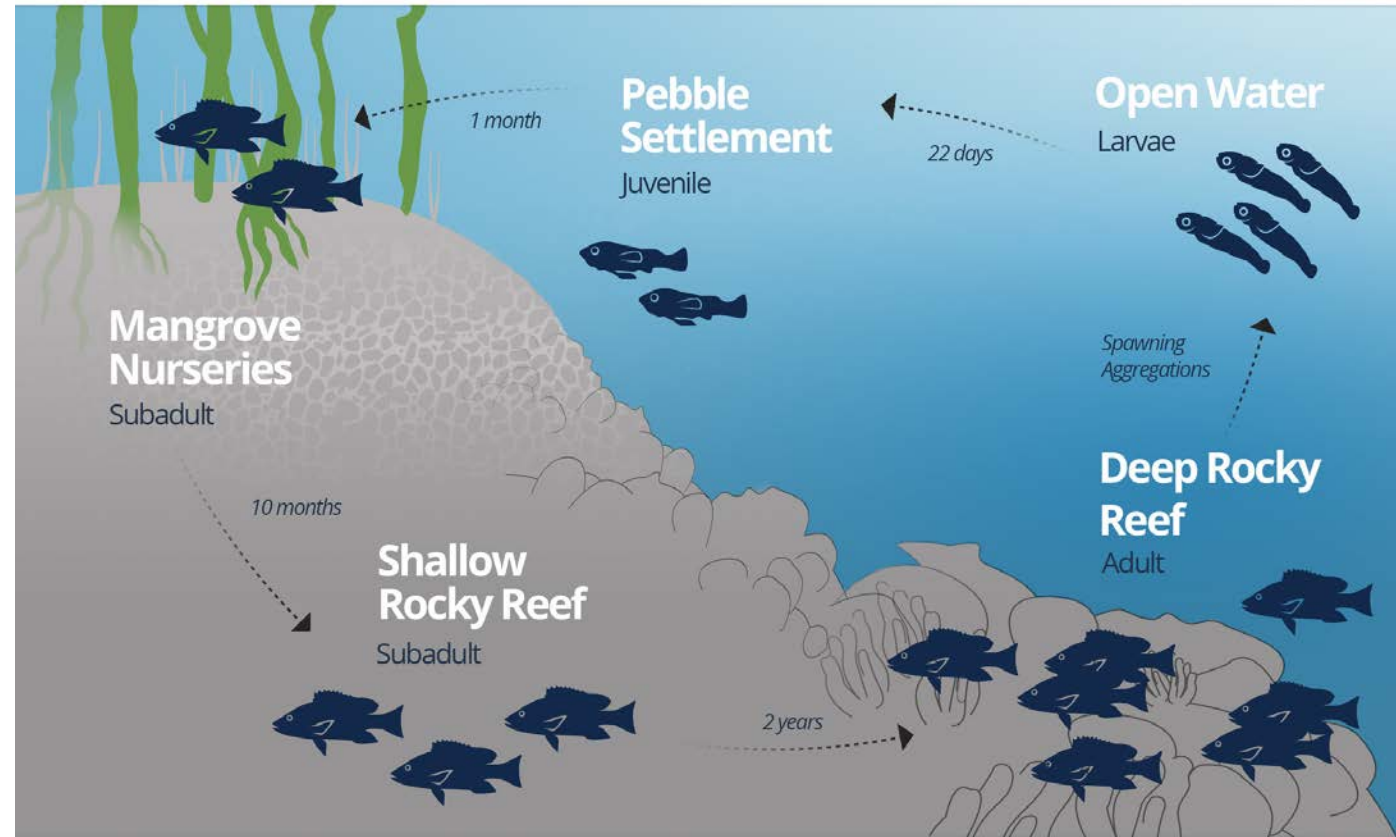 Pebble
Settlement
Juvenile
Open Water
Larvae
1 month
22 days
Mangrove
Nurseries
Subadult
Spawning
Aggregations
Deep Rocky
Reef
Adult
10 months
Shallow
Rocky Reef
Subadult
2 years